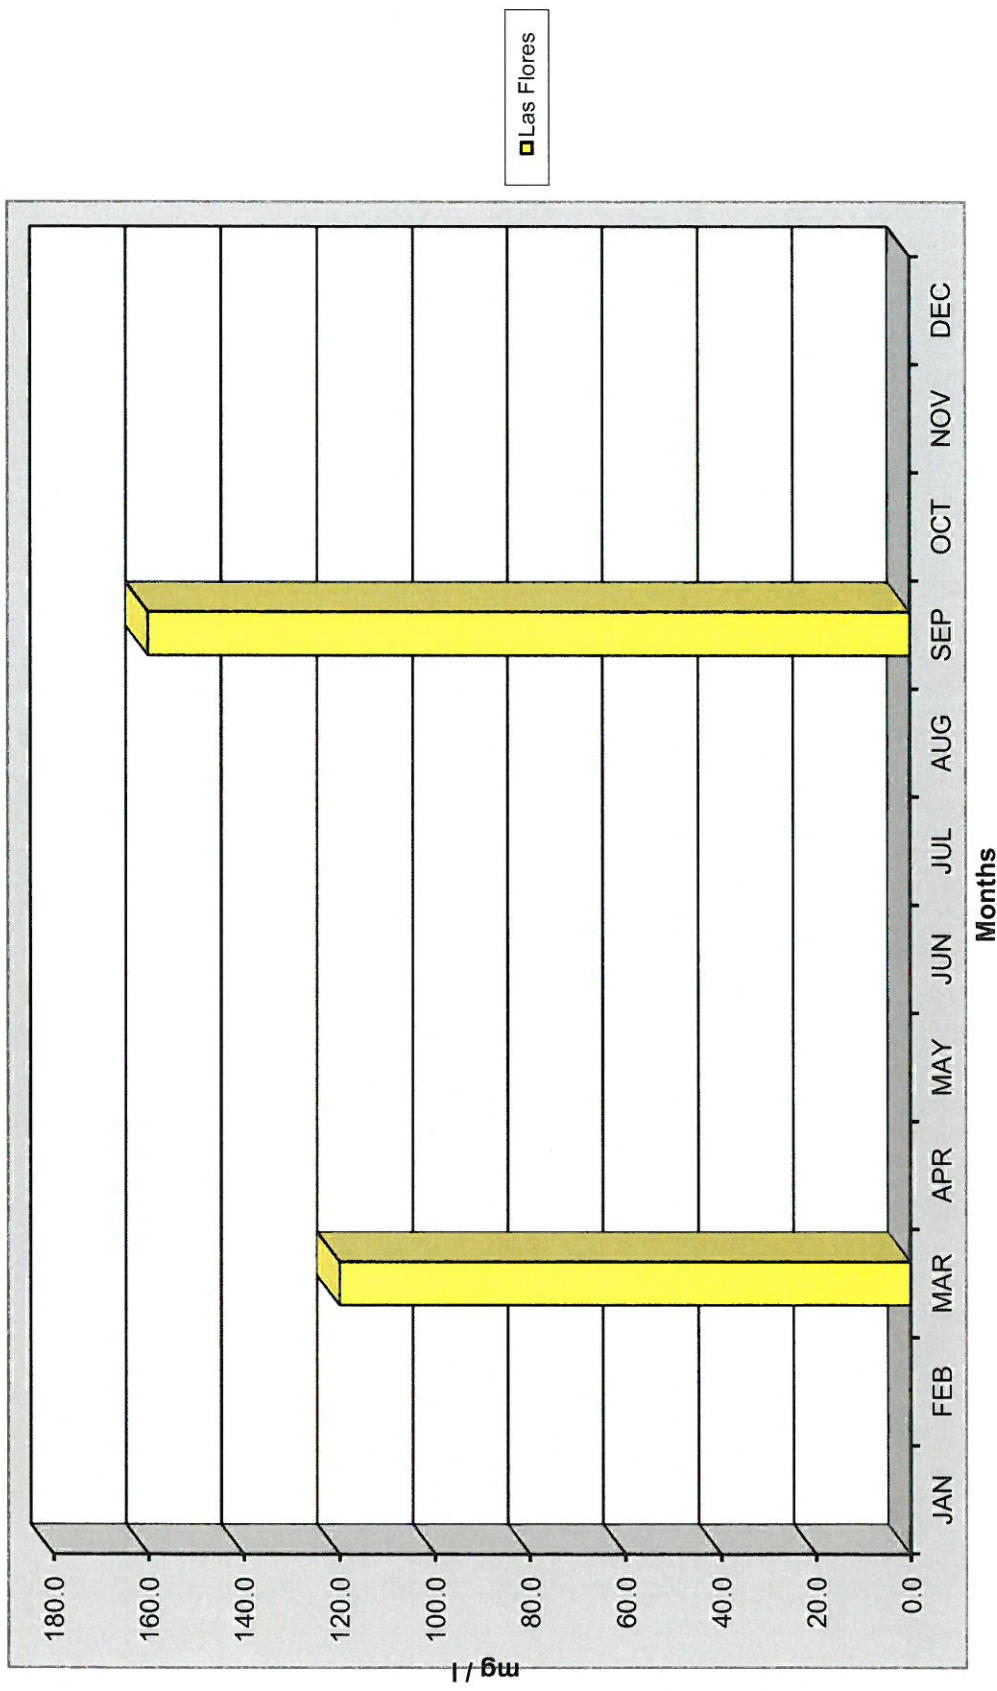 180.0
160.0
140.0
120.0
100.0
80.0
60.0
40.0
20.0
0.0
mg / l
JAN FEB MAR APR MAY JUN JUL AUG SEP OCT NOV DEC
Months
Las Flores